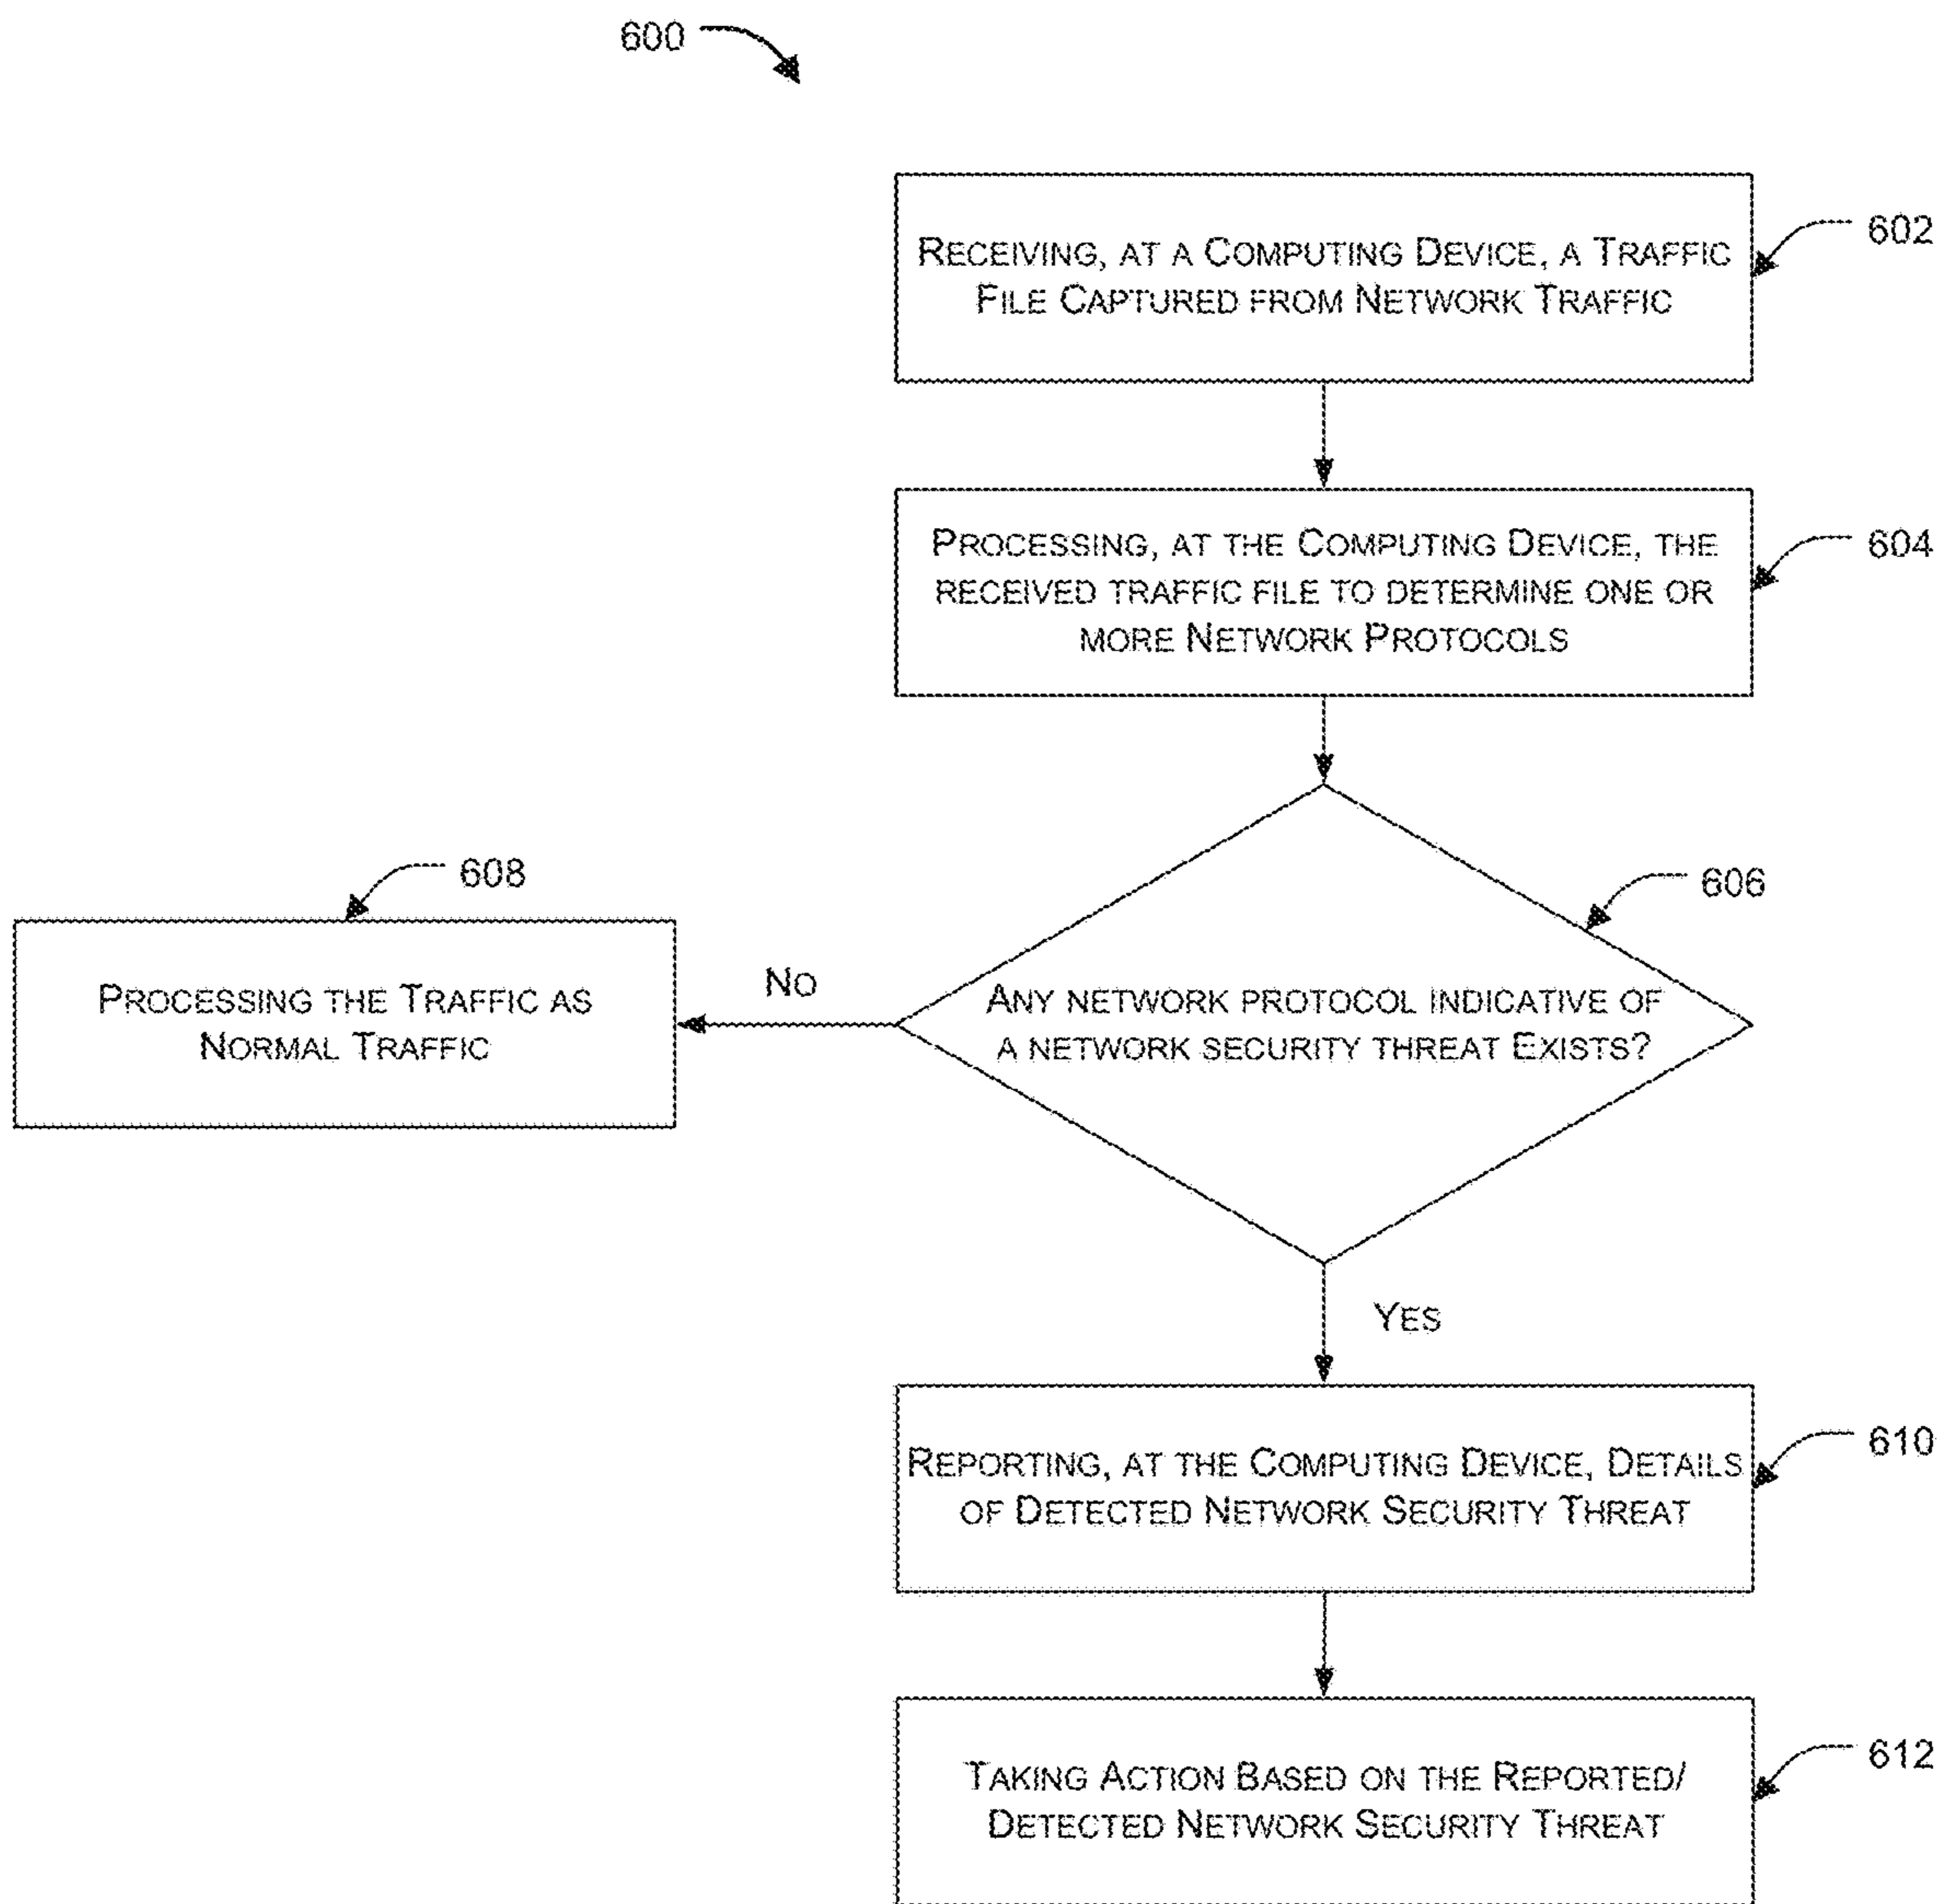 600
RECEIVING, AT A COMPUTING DEVICE, A TRAFFIC
FILE CAPTURED FROM NETWORK TRAFFIC
602
PROCESSING, AT THE COMPUTING DEVICE, THE
RECEIVED TRAFFIC FILE TO DETERMINE ONE OR
MORE NETWORK PROTOCOLS
604
608
606
PROCESSING THE TRAFFIC AS
NORMAL TRAFFIC
NO
ANY NETWORK PROTOCOL INDICATIVE OF
A NETWORK SECURITY THREAT EXISTS?
YES
REPORTING, AT THE COMPUTING DEVICE, DETAILS
OF DETECTED NETWORK SECURITY THREAT
610
TAKING ACTION BASED ON THE REPORTED/
DETECTED NETWORK SECURITY THREAT
612